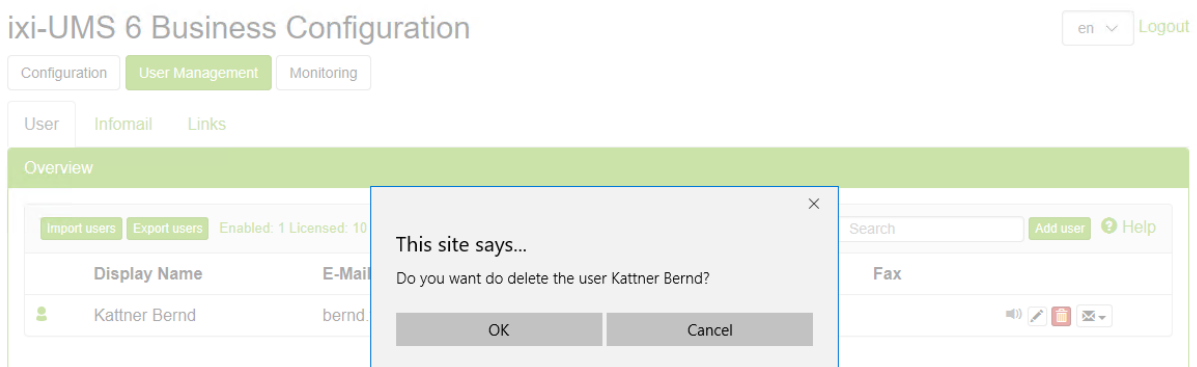 ixi-UMS 6 Business Configuration
en
Logout
Configuration
User Management
Monitoring
User
Infomail
Links
Overview
Import users
Export users
Enabled: 1 Licensed: 10
Search
Add user
Help
This site says...
Do you want do delete the user Kattner Bernd?
OK
Cancel
Display Name
E-Mail
Fax
Kattner Bernd
bernd.